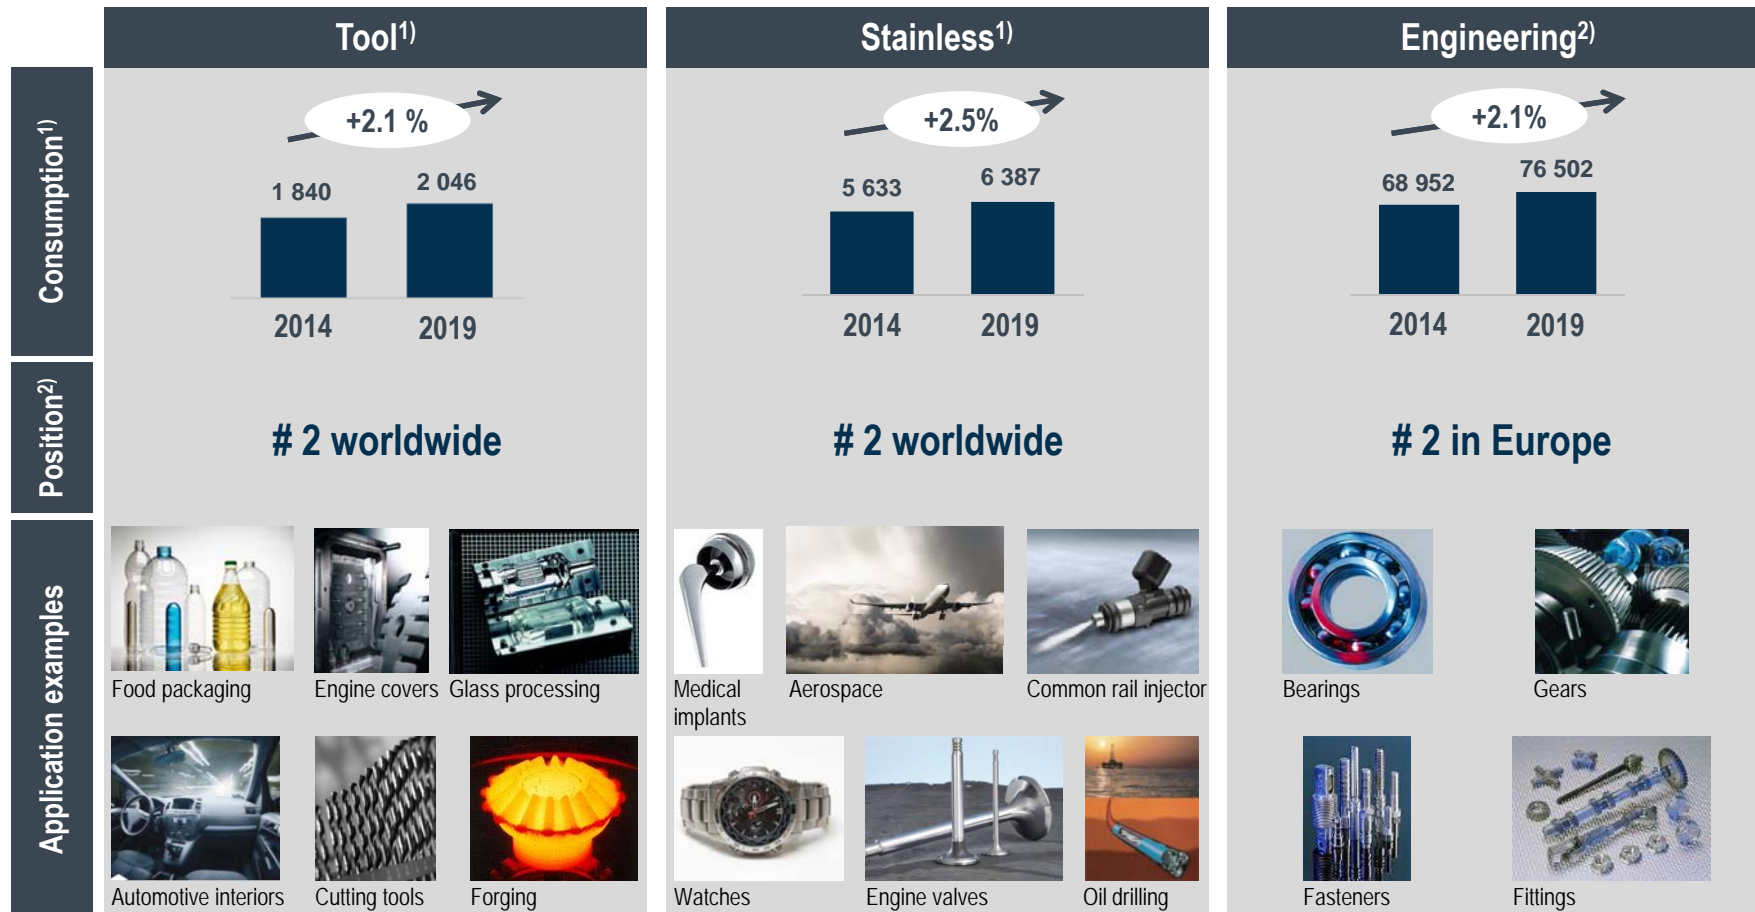 Tool1)
Stainless1)
Engineering2)
Consumption1)
+2.1 %
1 840
2 046
2014
2019
+2.5%
5 633
6 387
2014
2019
+2.1%
68 952
76 502
2014
2019
Position2)
# 2 worldwide
# 2 worldwide
# 2 in Europe
Application examples
Food packaging
Engine covers
Glass processing
Automotive interiors
Cutting tools
Forging
Medical
implants
Aerospace
Common rail injector
Watches
Engine valves
Oil drilling
Bearings
Gears
Fasteners
Fittings